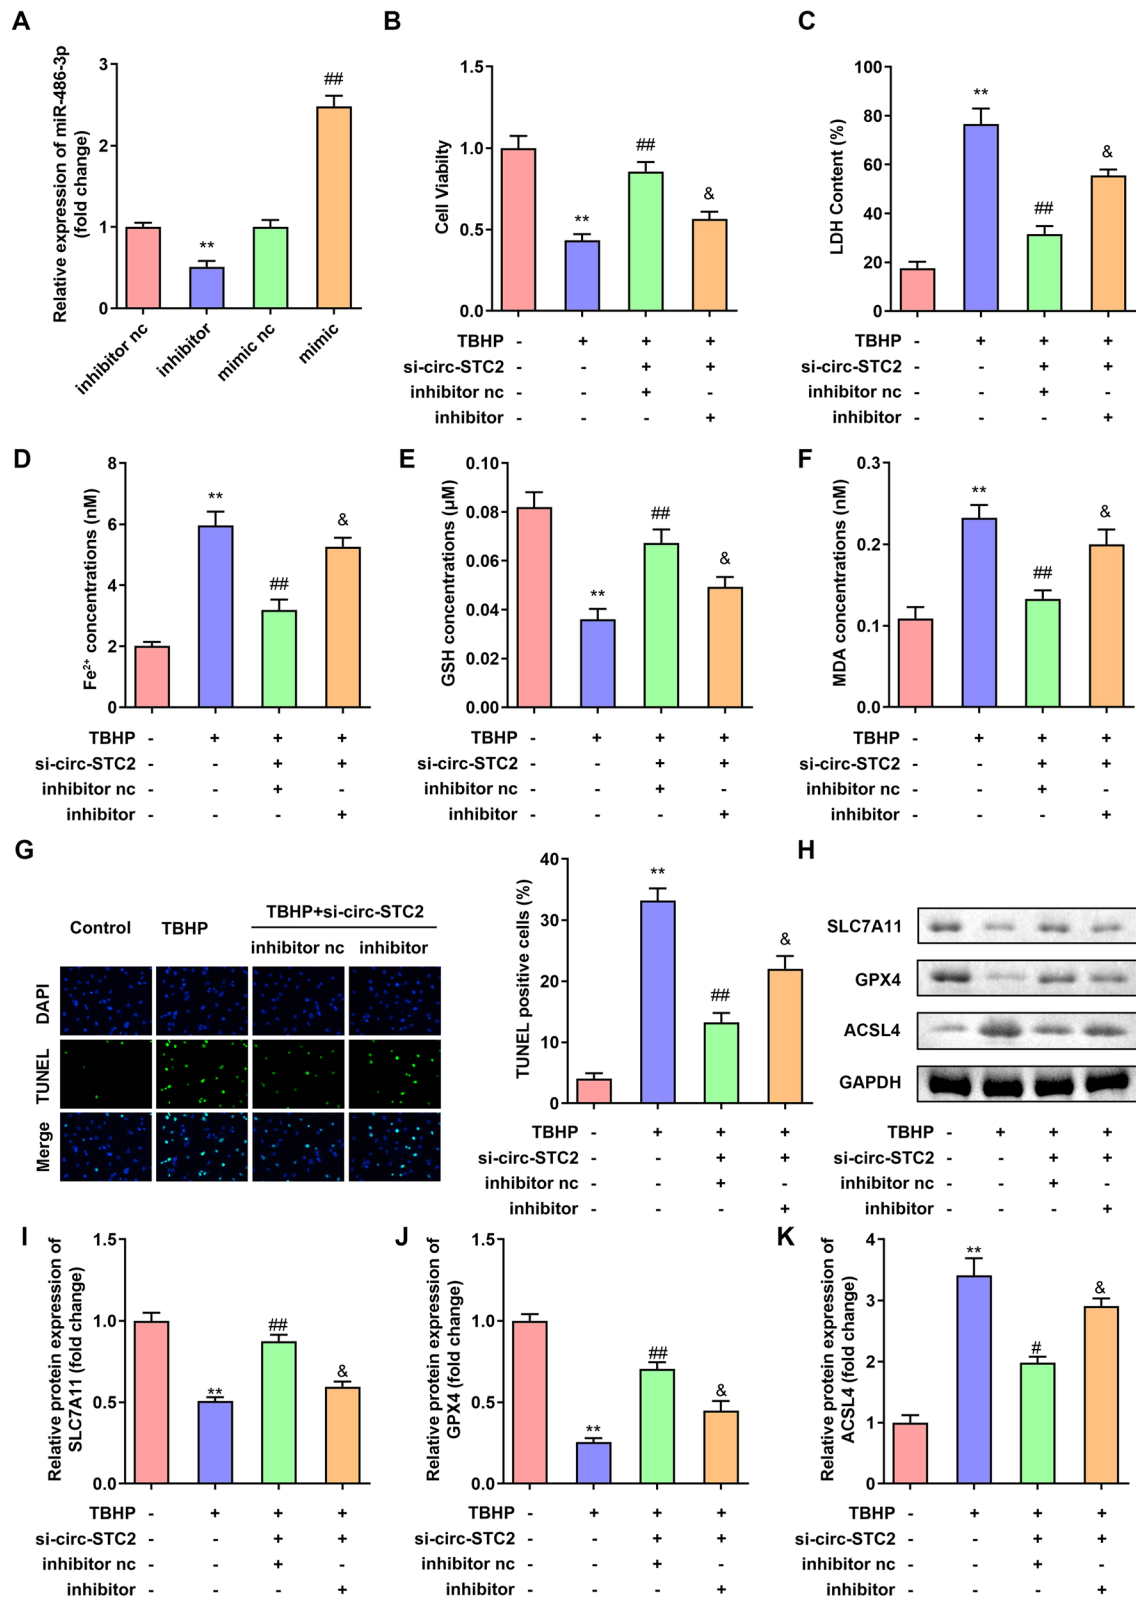 A
Relative expression of miR-486-3p
(fold change)
3
2
1
0
**
##
inhibitor nc
inhibitor
mimic nc
mimic
B
Cell Viabilty
1.5
1.0
0.5
0.0
**
##
&
TBHP - + + +
si-circ-STC2 - - + +
inhibitor nc - - + -
inhibitor - - - +
C
LDH Content (%)
100
80
60
40
20
0
**
##
&
TBHP - + + +
si-circ-STC2 - - + +
inhibitor nc - - + -
inhibitor - - - +
D
Fe²⁺ concentrations (nM)
8
6
4
2
0
**
##
&
TBHP - + + +
si-circ-STC2 - - + +
inhibitor nc - - + -
inhibitor - - - +
E
GSH concentrations (μM)
0.10
0.08
0.06
0.04
0.02
0.00
**
##
&
TBHP - + + +
si-circ-STC2 - - + +
inhibitor nc - - + -
inhibitor - - - +
F
MDA concentrations (nM)
0.3
0.2
0.1
0.0
**
##
&
TBHP - + + +
si-circ-STC2 - - + +
inhibitor nc - - + -
inhibitor - - - +
G
Control TBHP TBHP+si-circ-STC2
inhibitor nc inhibitor
DAPI
TUNEL
Merge
TUNEL positive cells (%)
40
30
20
10
0
**
##
&
TBHP - + + +
si-circ-STC2 - - + +
inhibitor nc - - + -
inhibitor - - - +
H
SLC7A11
GPX4
ACSL4
GAPDH
TBHP - + + +
si-circ-STC2 - - + +
inhibitor nc - - + -
inhibitor - - - +
I
Relative protein expression of
SLC7A11 (fold change)
1.5
1.0
0.5
0.0
**
##
&
TBHP - + + +
si-circ-STC2 - - + +
inhibitor nc - - + -
inhibitor - - - +
J
Relative protein expression of
GPX4 (fold change)
1.5
1.0
0.5
0.0
**
##
&
TBHP - + + +
si-circ-STC2 - - + +
inhibitor nc - - + -
inhibitor - - - +
K
Relative protein expression of
ACSL4 (fold change)
4
3
2
1
0
**
#
&
TBHP - + + +
si-circ-STC2 - - + +
inhibitor nc - - + -
inhibitor - - - +